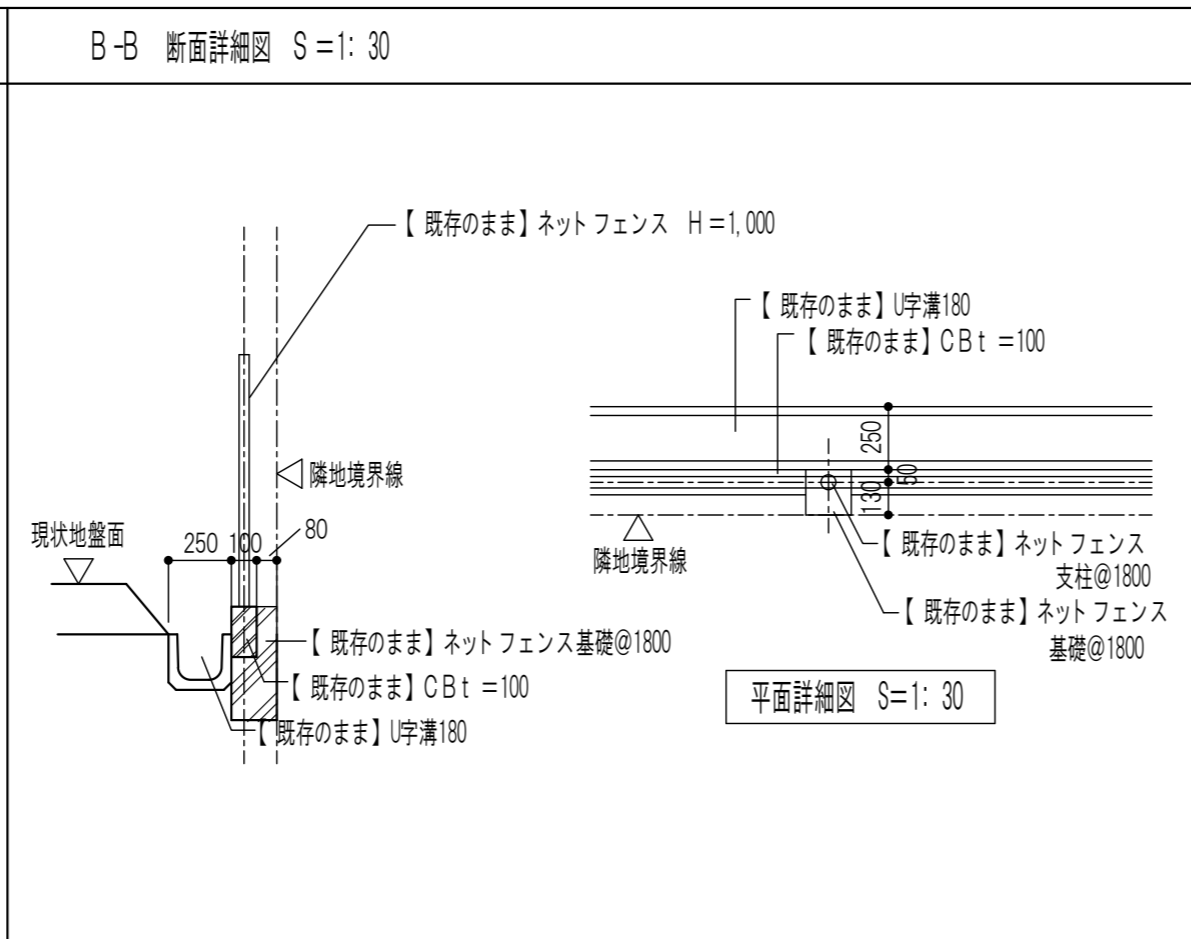 B-B 断面詳細図 S=1:30
【既存のまま】ネットフェンス H=1,000
【既存のまま】U字溝180
【既存のまま】CBt=100
隣地境界線
現状地盤面
250
100
80
250
50
130
隣地境界線
【既存のまま】ネットフェンス
支柱@1800
【既存のまま】ネットフェンス
基礎@1800
【既存のまま】ネットフェンス基礎@1800
【既存のまま】CBt=100
【既存のまま】U字溝180
平面詳細図 S=1:30